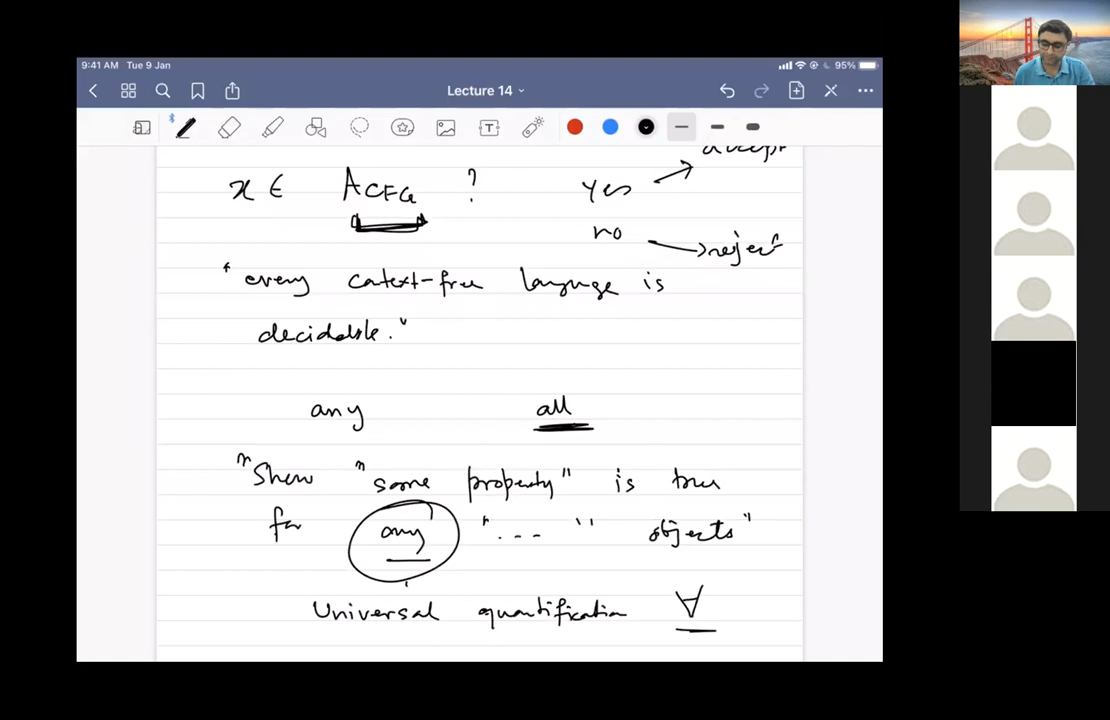 9:41 AM Tue 9 Jan 95%
Lecture 14
accept
x ∈ A_CFG ? yes →
no → reject
"every context-free language is
decidable."
any all
"Show "some property" is true
for any "..." objects"
Universal quantification ∀